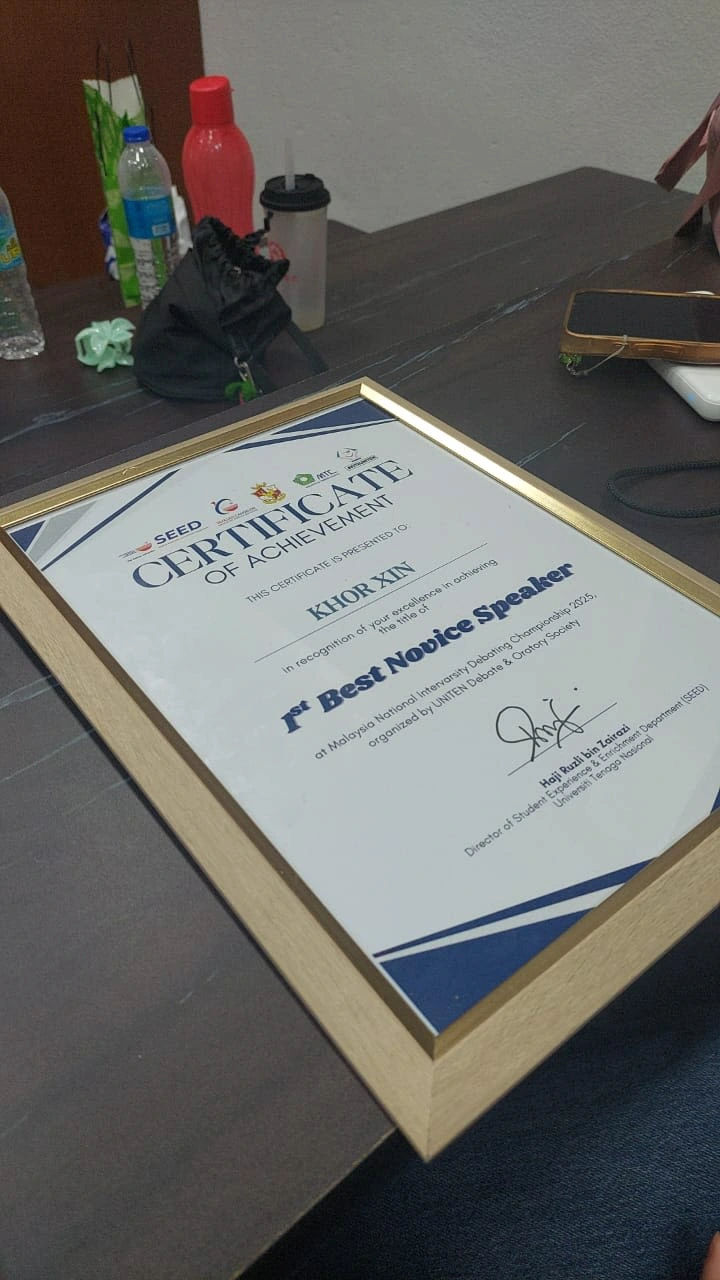 SEED
MTC
CERTIFICATE
OF ACHIEVEMENT
THIS CERTIFICATE IS PRESENTED TO:
KHOR XIN
in recognition of your excellence in achieving
the title of
1st Best Novice Speaker
at Malaysia National Intervarsity Debating Championship 2025,
organized by UNITEN Debate & Oratory Society
Haji Ruzli bin Zairazi
Director of Student Experience & Enrichment Department (SEED)
Universiti Tenaga Nasional